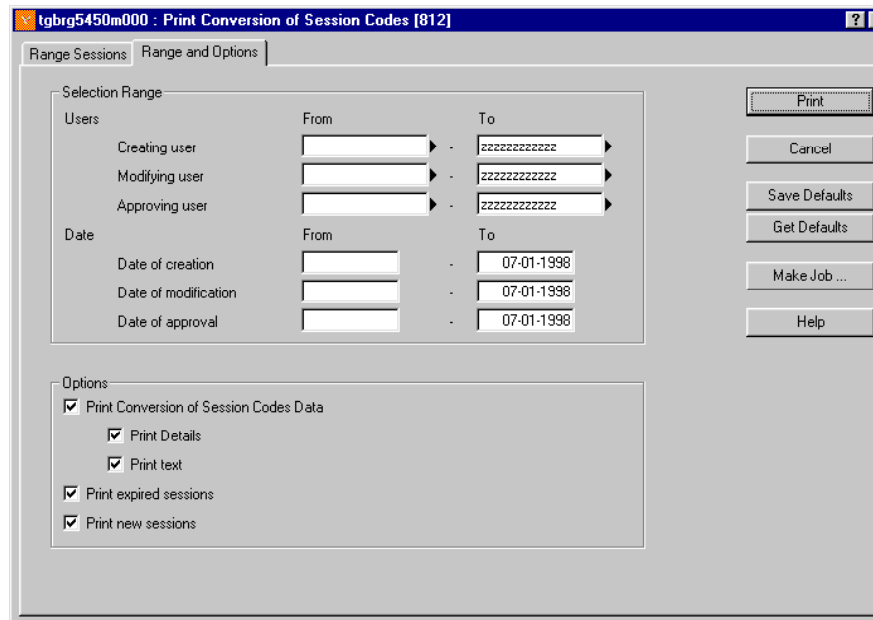 tgbrg5450m000 : Print Conversion of Session Codes [812]
Range Sessions Range and Options
Selection Range
Users From To
Creating user - zzzzzzzzzzzz
Modifying user - zzzzzzzzzzzz
Approving user - zzzzzzzzzzzz
Date From To
Date of creation - 07-01-1998
Date of modification - 07-01-1998
Date of approval - 07-01-1998
Options
Print Conversion of Session Codes Data
Print Details
Print text
Print expired sessions
Print new sessions
Print
Cancel
Save Defaults
Get Defaults
Make Job ...
Help